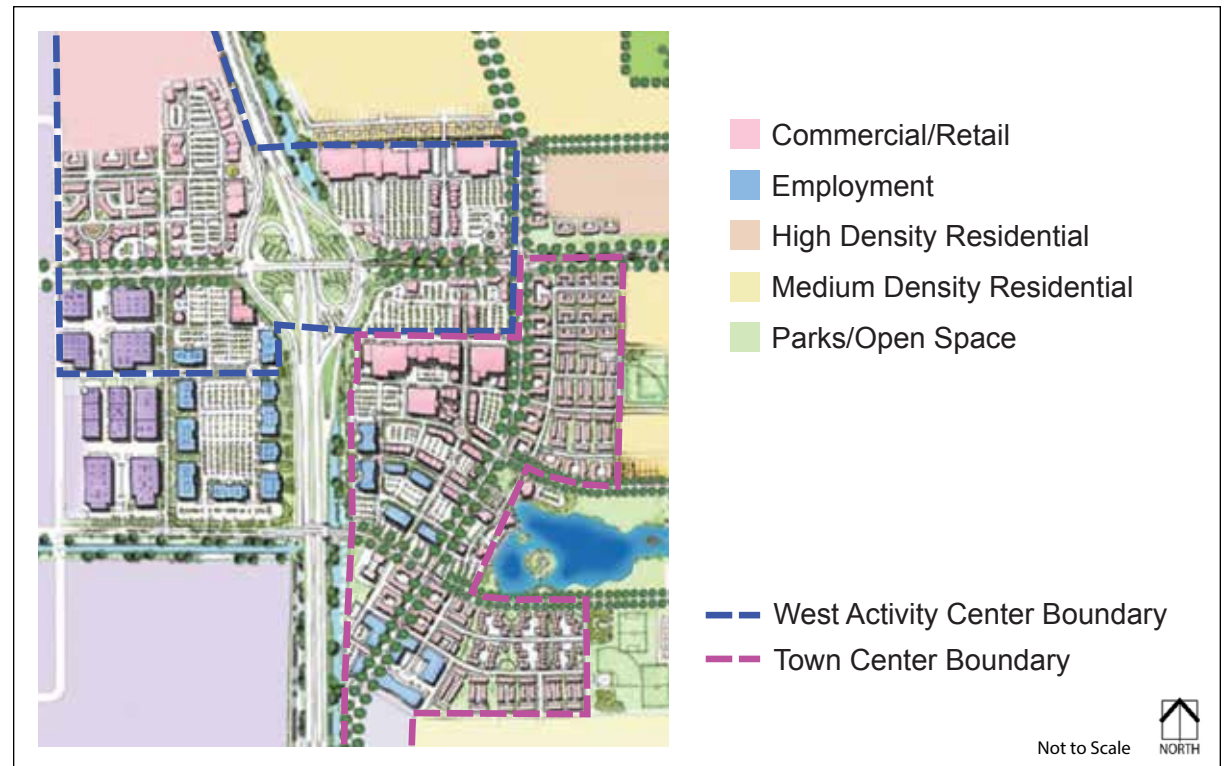 Commercial/Retail
Employment
High Density Residential
Medium Density Residential
Parks/Open Space
West Activity Center Boundary
Town Center Boundary
Not to Scale
NORTH